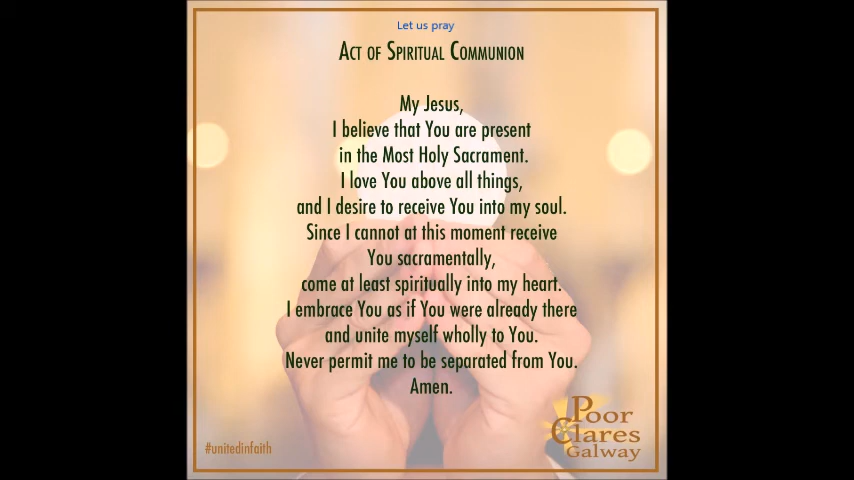 Let us pray
Act of Spiritual Communion
My Jesus,
I believe that You are present
in the Most Holy Sacrament.
I love You above all things,
and I desire to receive You into my soul.
Since I cannot at this moment receive
You sacramentally,
come at least spiritually into my heart.
I embrace You as if You were already there
and unite myself wholly to You.
Never permit me to be separated from You.
Amen.
Poor
Clares
Galway
#unitedinfaith